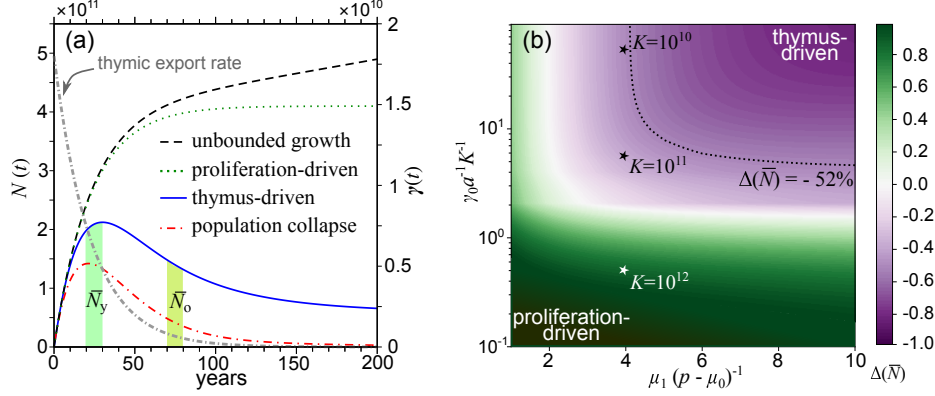 ×10¹¹
×10¹⁰
(a)
thymic export rate
unbounded growth
proliferation-driven
thymus-driven
population collapse
N̅y
N̅o
N (t)
5
4
3
2
1
0
γ(t)
2.0
1.5
1.0
0.5
0
0 50 100 150 200
years
(b)
thymus-
driven
K=10¹⁰
K=10¹¹
Δ(N̅) = - 52%
K=10¹²
proliferation-
driven
γ₀a⁻¹K⁻¹
10¹
10⁰
10⁻¹
2 4 6 8 10
μ₁ (p - μ₀)⁻¹
0.8
0.6
0.4
0.2
0.0
-0.2
-0.4
-0.6
-0.8
-1.0
Δ(N̅)